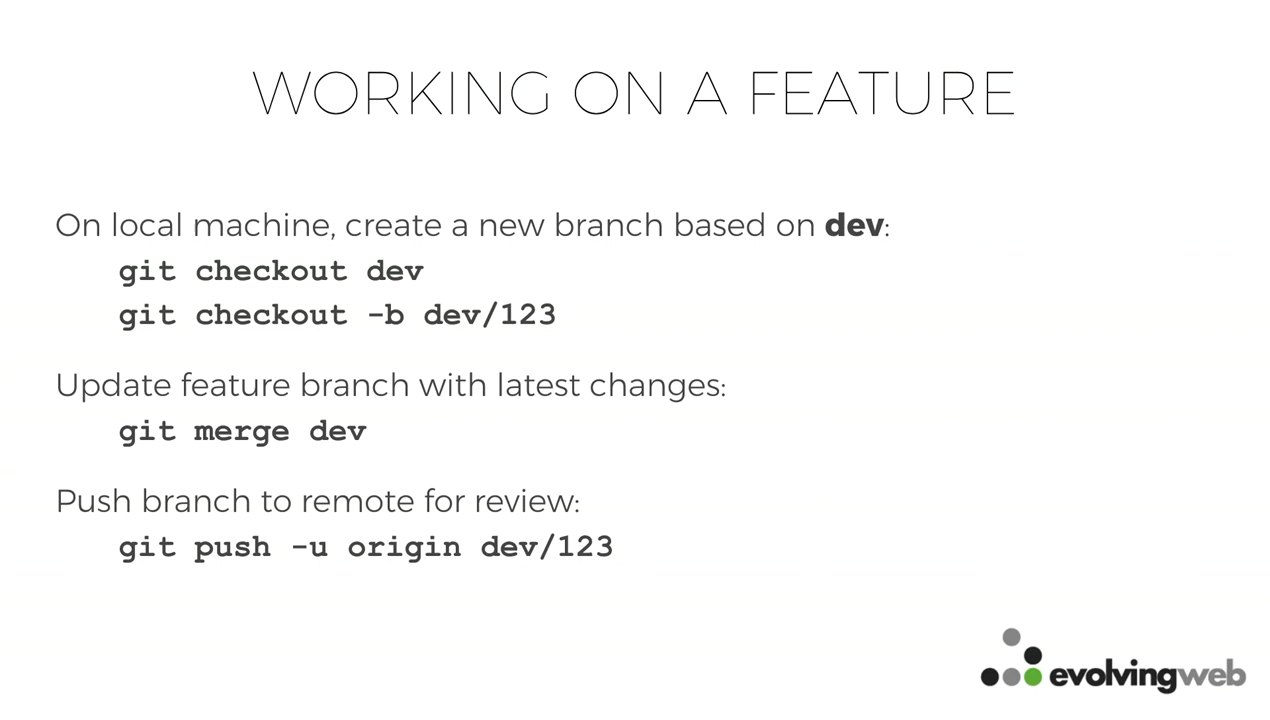 WORKING ON A FEATURE
On local machine, create a new branch based on dev:
git checkout dev
git checkout -b dev/123
Update feature branch with latest changes:
git merge dev
Push branch to remote for review:
git push -u origin dev/123
evolvingweb